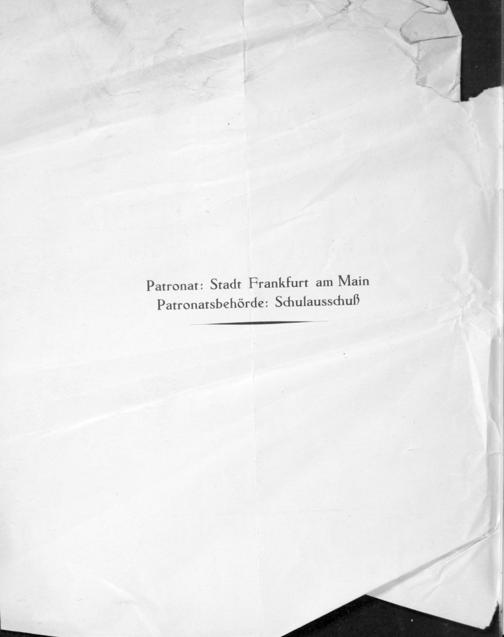 Patronat: Stadt Frankfurt am Main
Patronatsbehörde: Schulausschuß